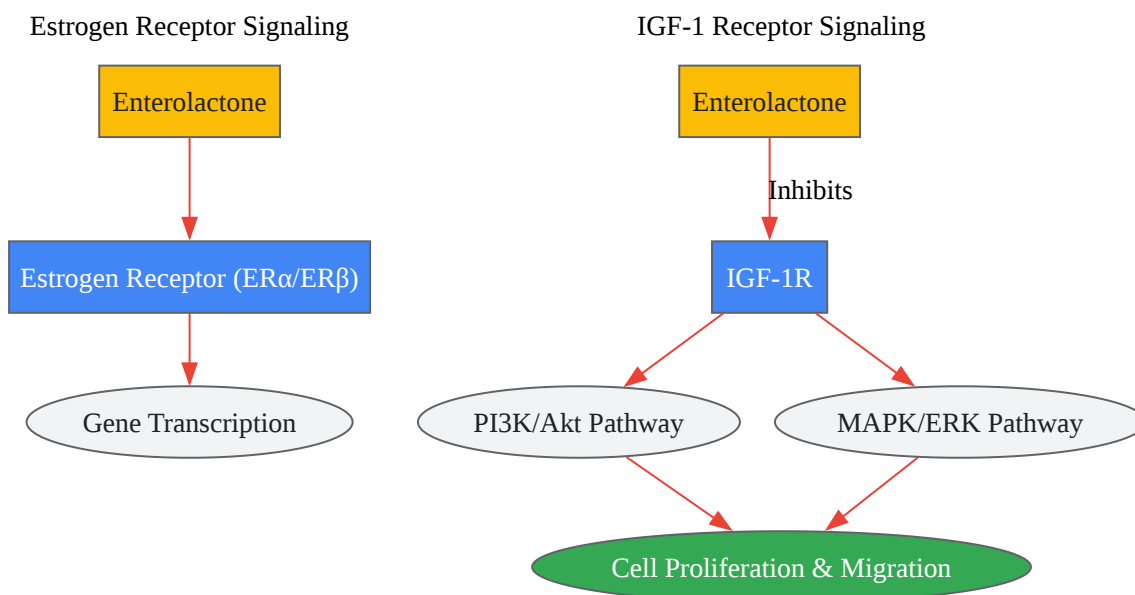 Estrogen Receptor Signaling
Enterolactone
Estrogen Receptor (ERα/ERβ)
Gene Transcription
IGF-1 Receptor Signaling
Enterolactone
Inhibits
IGF-1R
PI3K/Akt Pathway
MAPK/ERK Pathway
Cell Proliferation & Migration